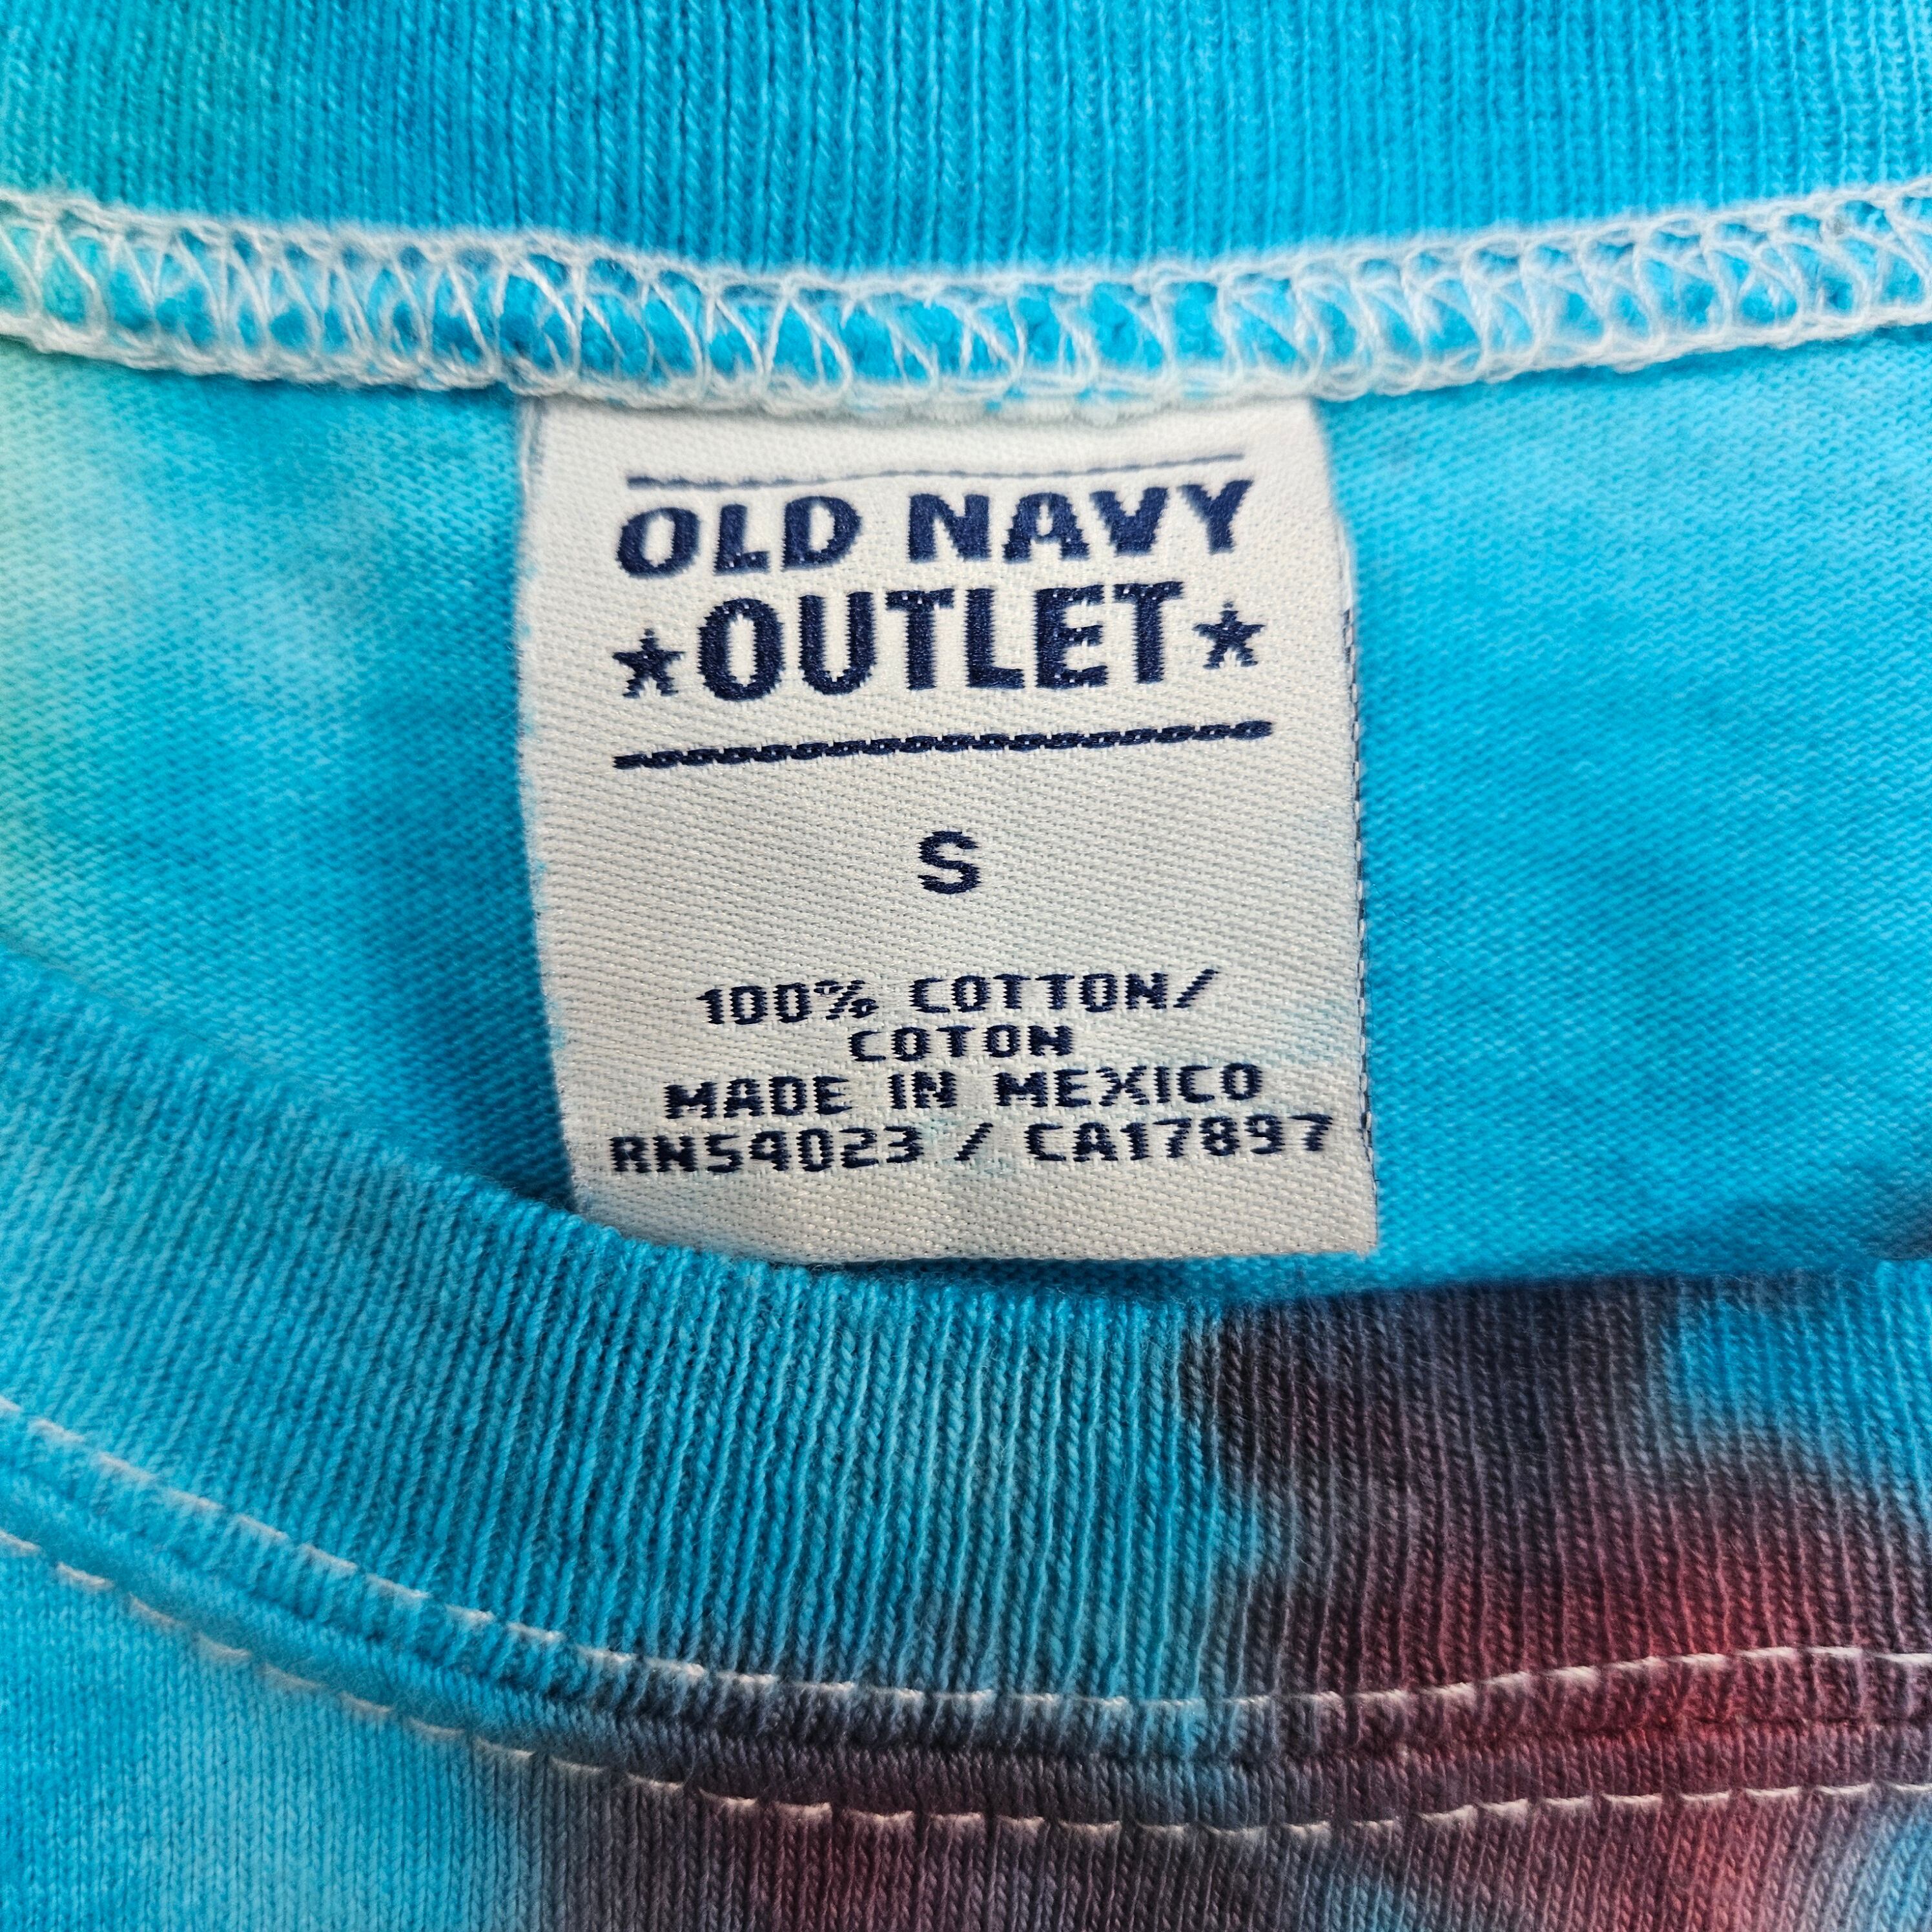 OLD NAVY
★OUTLET★
S
100% COTTON/
COTON
MADE IN MEXICO
RN54023 / CA17897